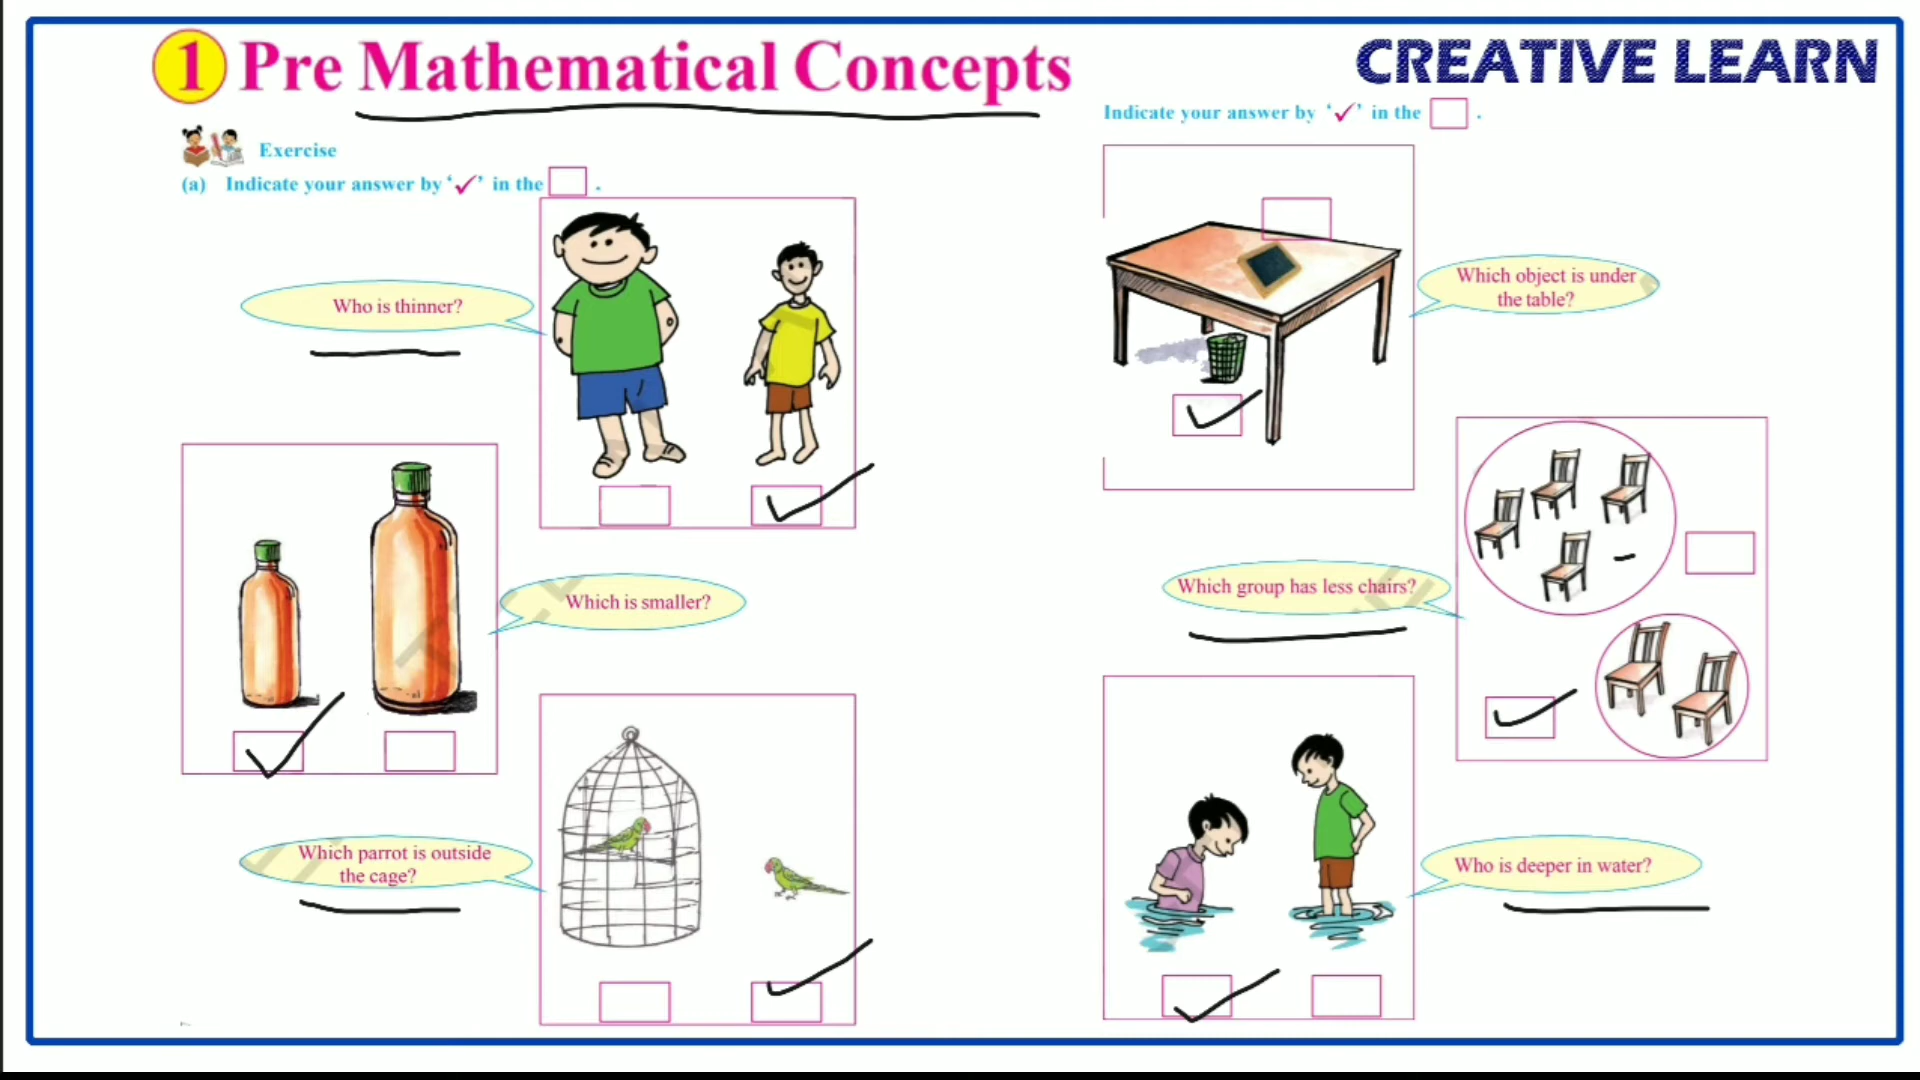 1 Pre Mathematical Concepts
CREATIVE LEARN
Exercise
(a) Indicate your answer by ‘✓’ in the .
Who is thinner?
Which is smaller?
Which parrot is outside
the cage?
Indicate your answer by ‘✓’ in the .
Which object is under
the table?
Which group has less chairs?
Who is deeper in water?